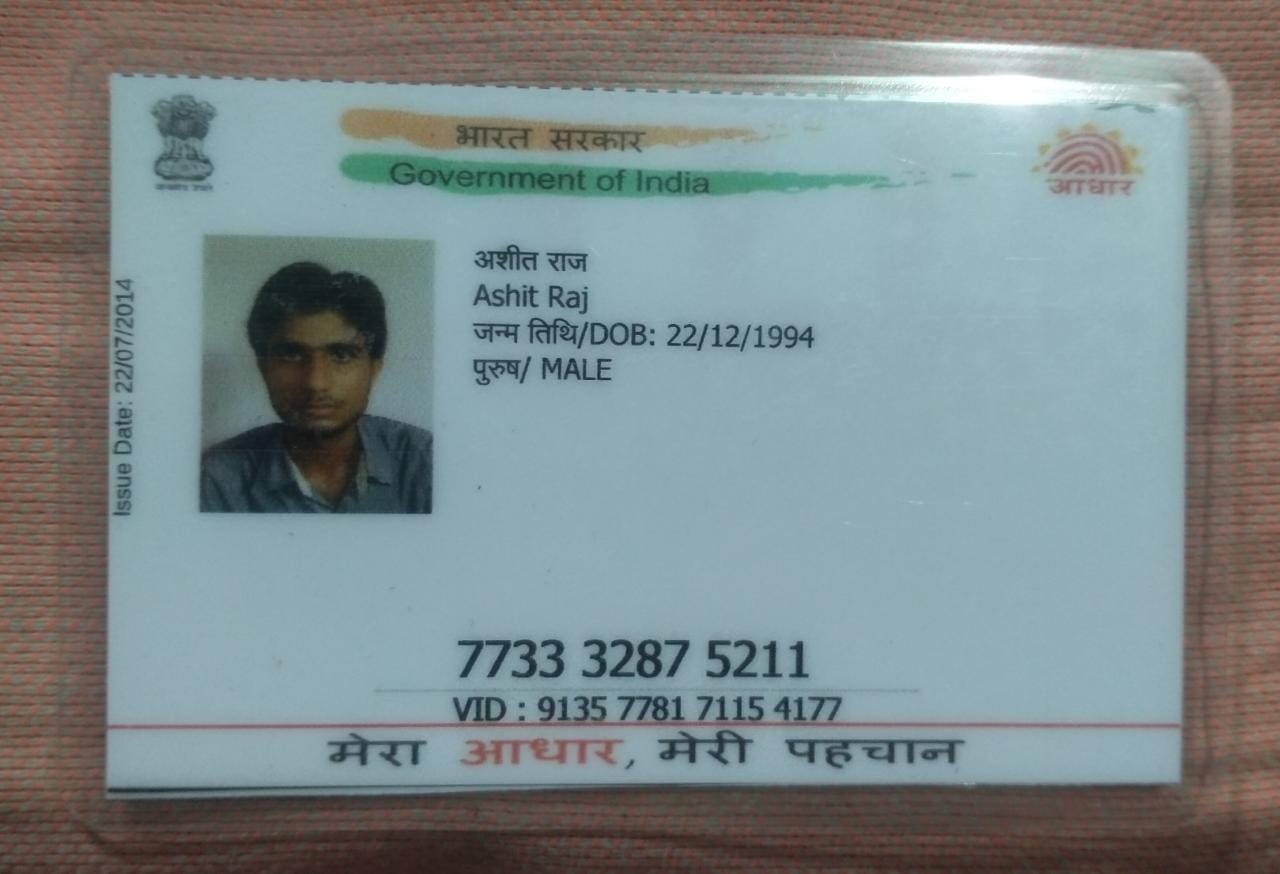 भारत सरकार
Government of India
आधार
Issue Date: 22/07/2014
अशीत राज
Ashit Raj
जन्म तिथि/DOB: 22/12/1994
पुरुष/ MALE
7733 3287 5211
VID : 9135 7781 7115 4177
मेरा आधार, मेरी पहचान